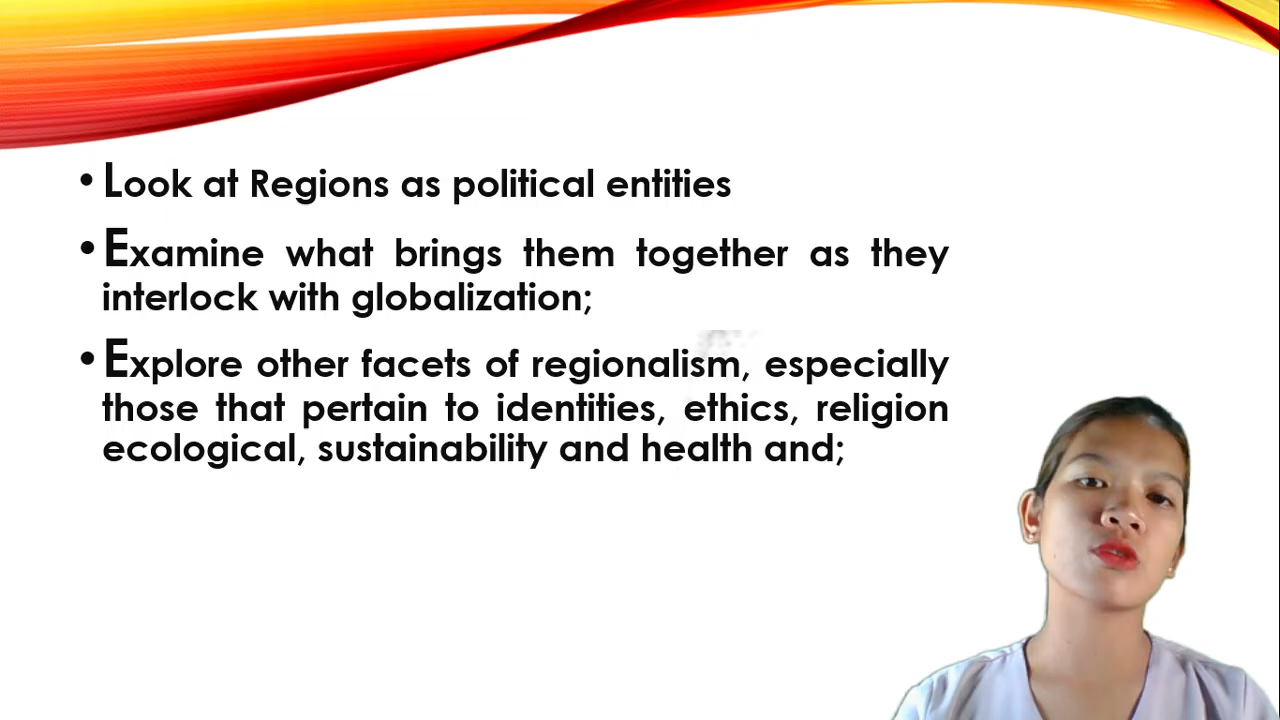 • Look at Regions as political entities
• Examine what brings them together as they
interlock with globalization;
• Explore other facets of regionalism, especially
those that pertain to identities, ethics, religion
ecological, sustainability and health and;